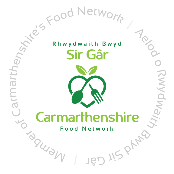 Member of Carmarthenshire's Food Network
Aelod o Rwydwaith Bwyd Sir Gâr
Rhwydwaith Bwyd
Sir Gâr
Carmarthenshire
Food Network